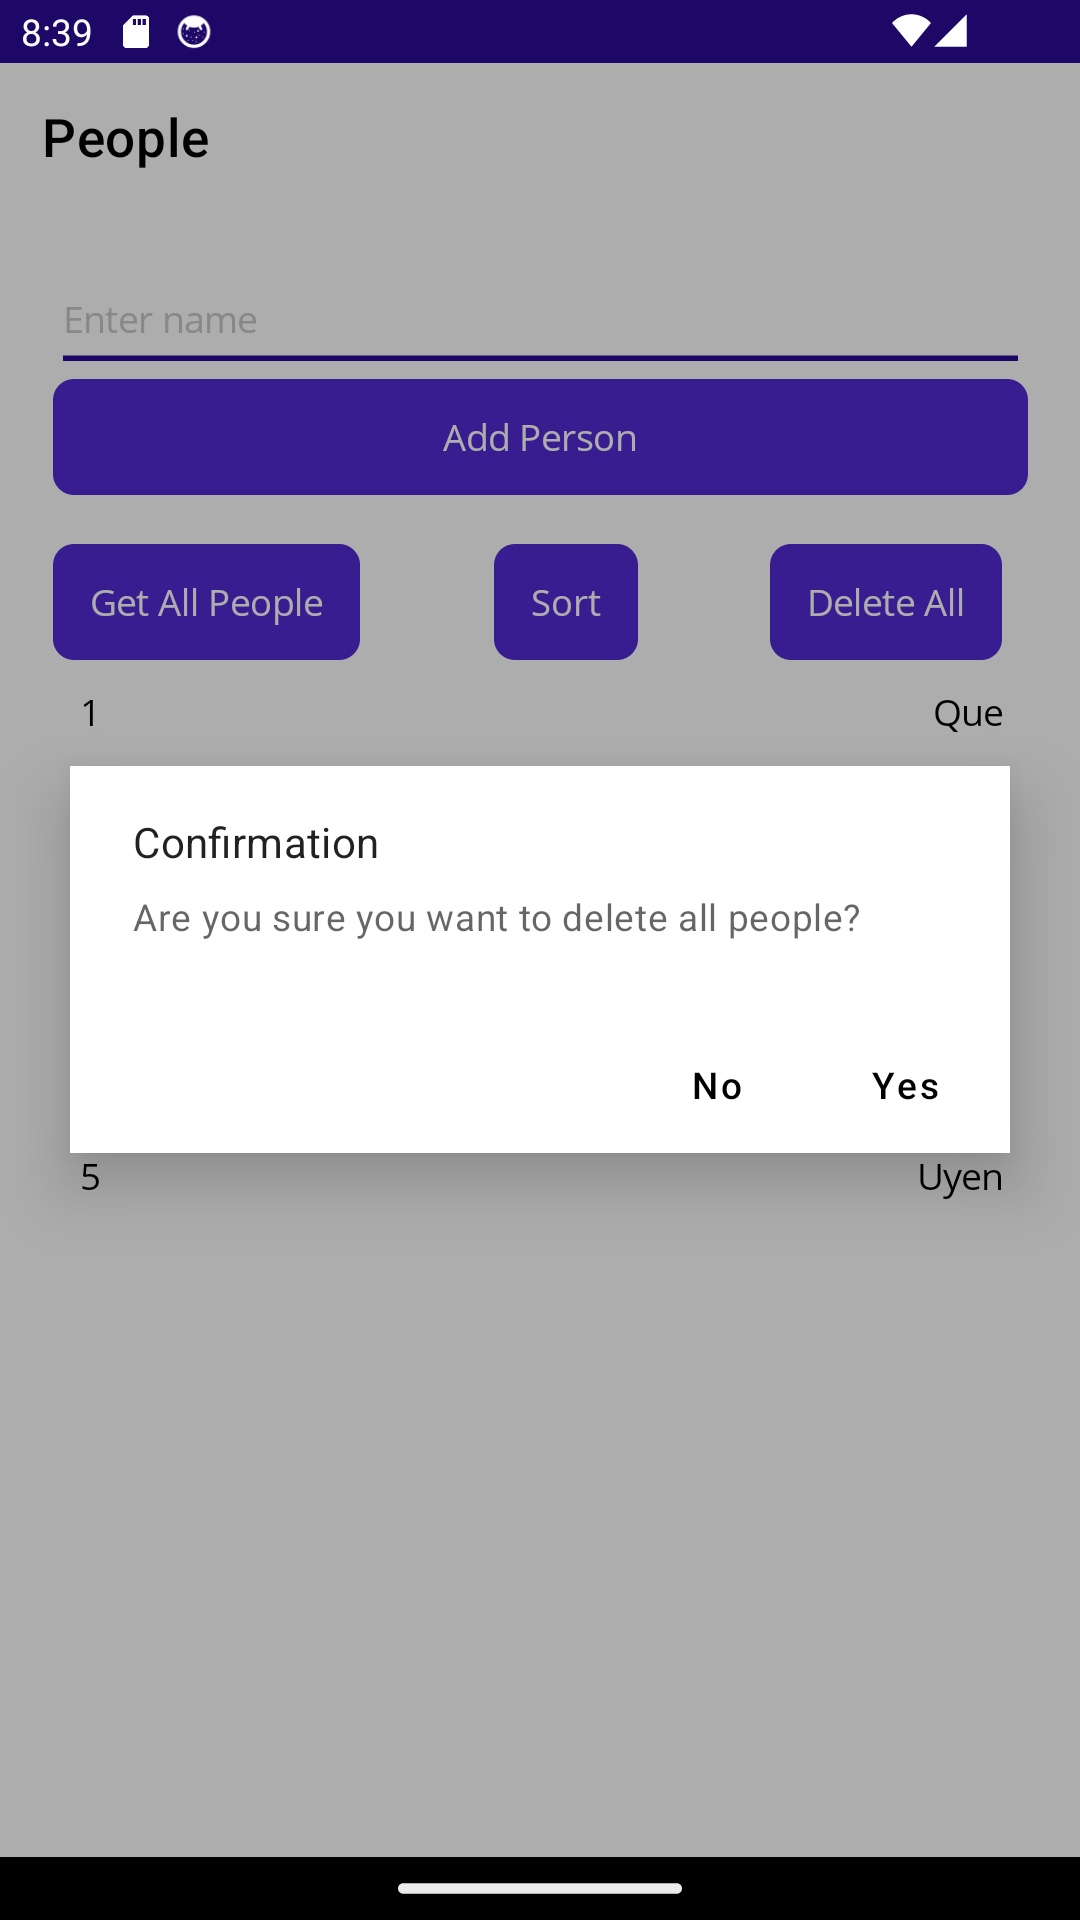 8:39
People
Enter name
Add Person
Get All People
Sort
Delete All
1
Que
Confirmation
Are you sure you want to delete all people?
No
Yes
5
Uyen